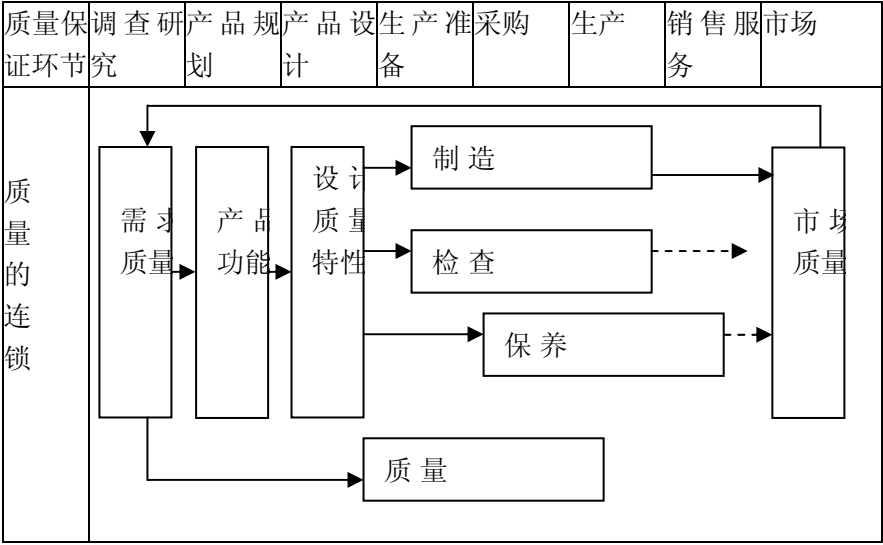 质量保证环节
调查研究
产品规划
产品设计
生产准备
采购
生产
销售服务
市场
质量的连锁
需求
质量
产品
功能
设计
质量
特性
制造
检查
保养
市场
质量
质量